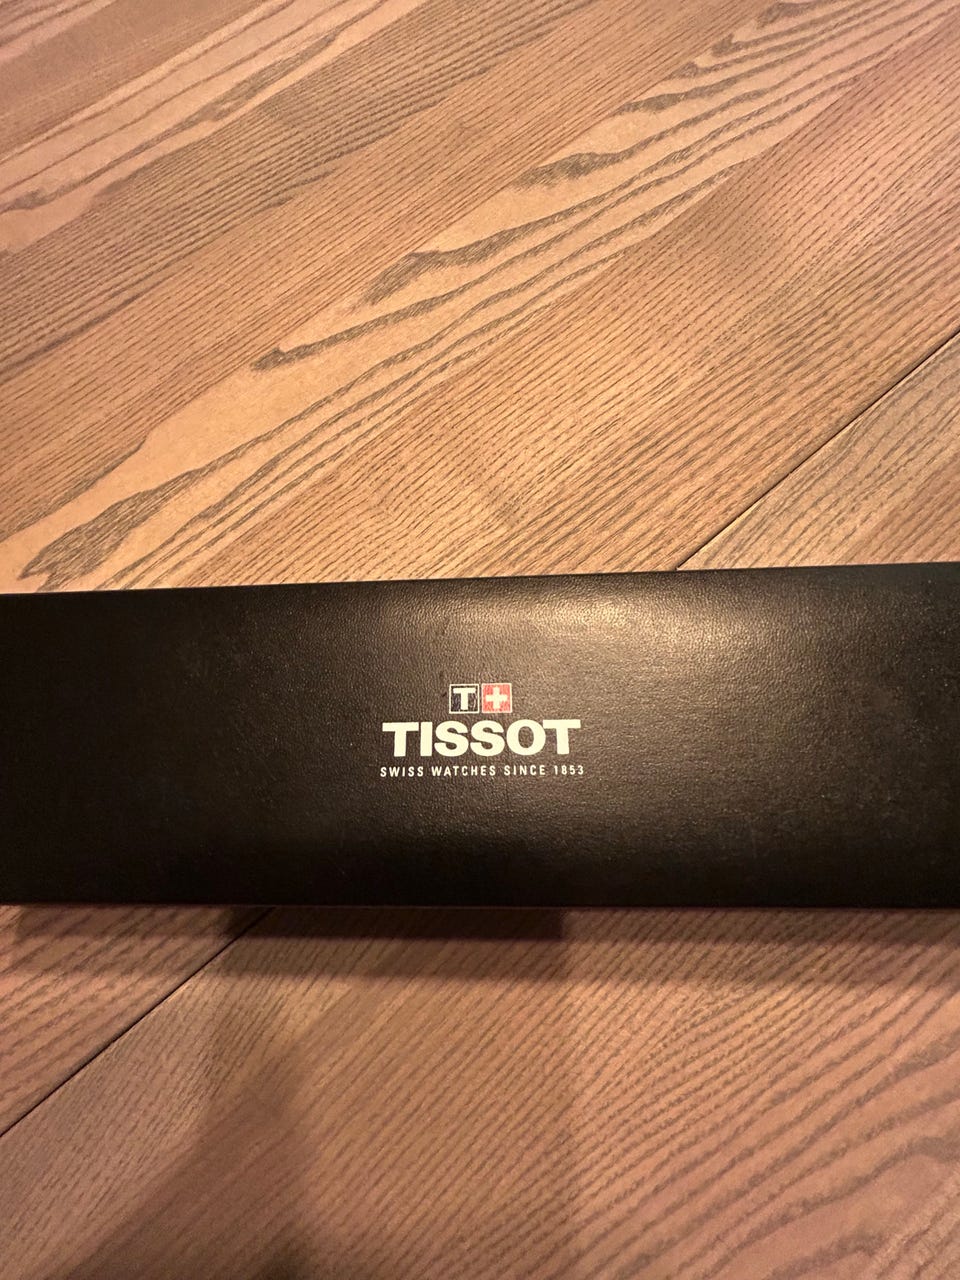 T+
TISSOT
SWISS WATCHES SINCE 1853